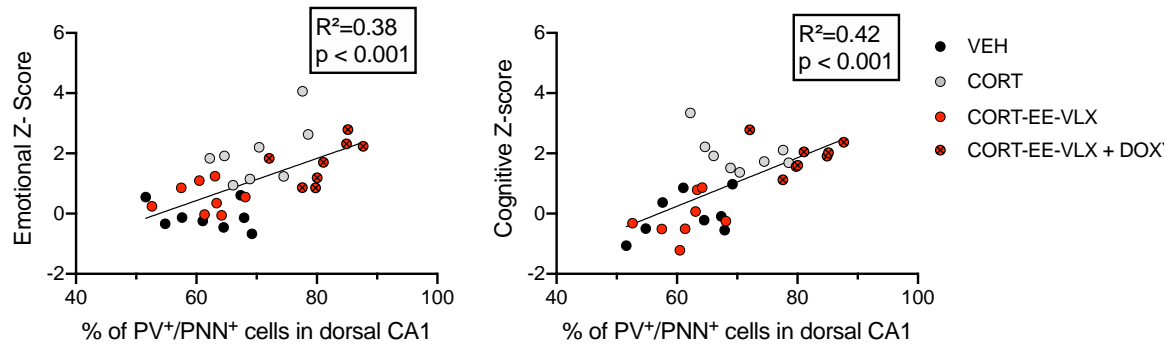 R²=0.38
p < 0.001
Emotional Z- Score
6
4
2
0
-2
40 60 80 100
% of PV⁺/PNN⁺ cells in dorsal CA1
R²=0.42
p < 0.001
Cognitive Z-score
6
4
2
0
-2
40 60 80 100
% of PV⁺/PNN⁺ cells in dorsal CA1
VEH
CORT
CORT-EE-VLX
CORT-EE-VLX + DOXY